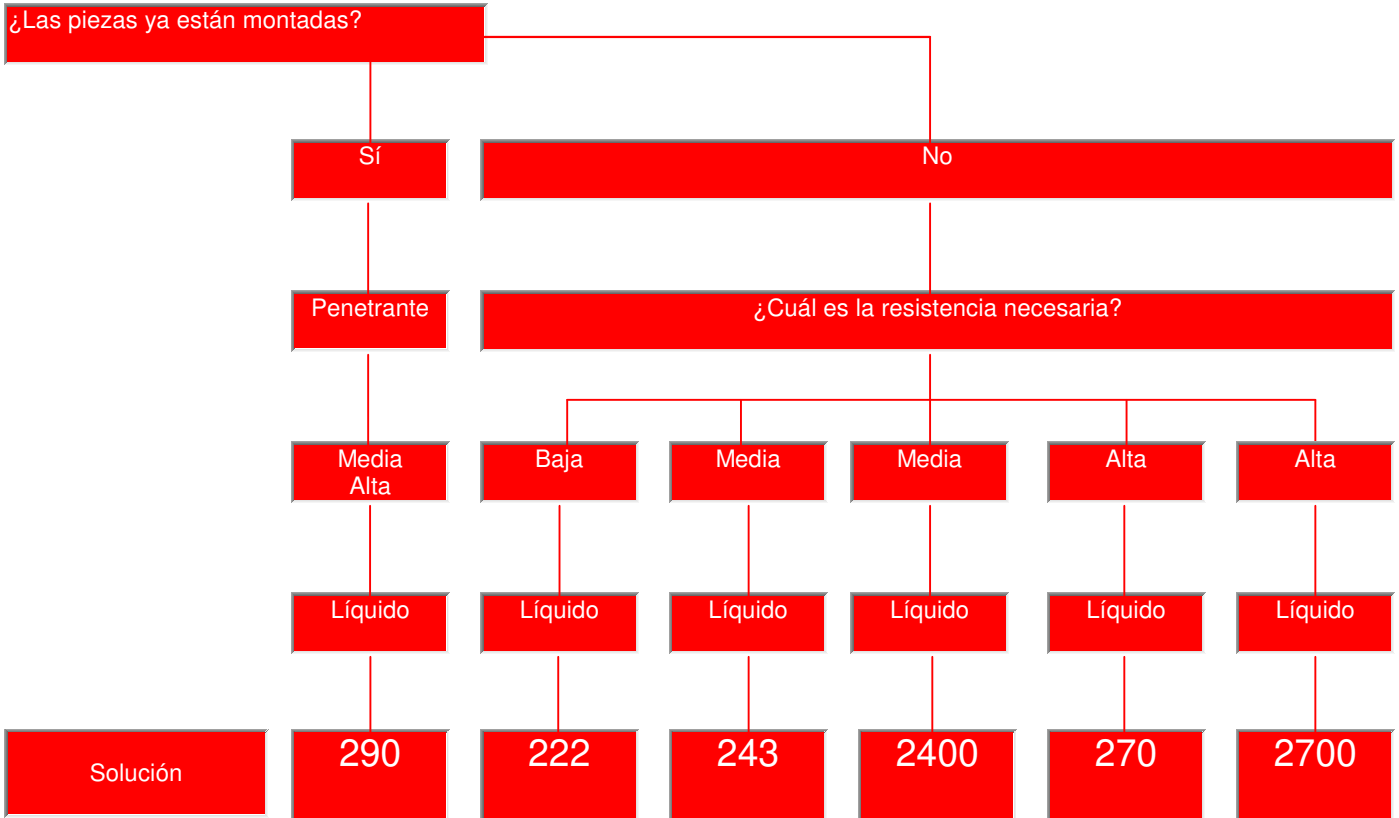 ¿Las piezas ya están montadas?
Sí
No
Penetrante
¿Cuál es la resistencia necesaria?
Media
Alta
Baja
Media
Media
Alta
Alta
Líquido
Líquido
Líquido
Líquido
Líquido
Líquido
Solución
290
222
243
2400
270
2700